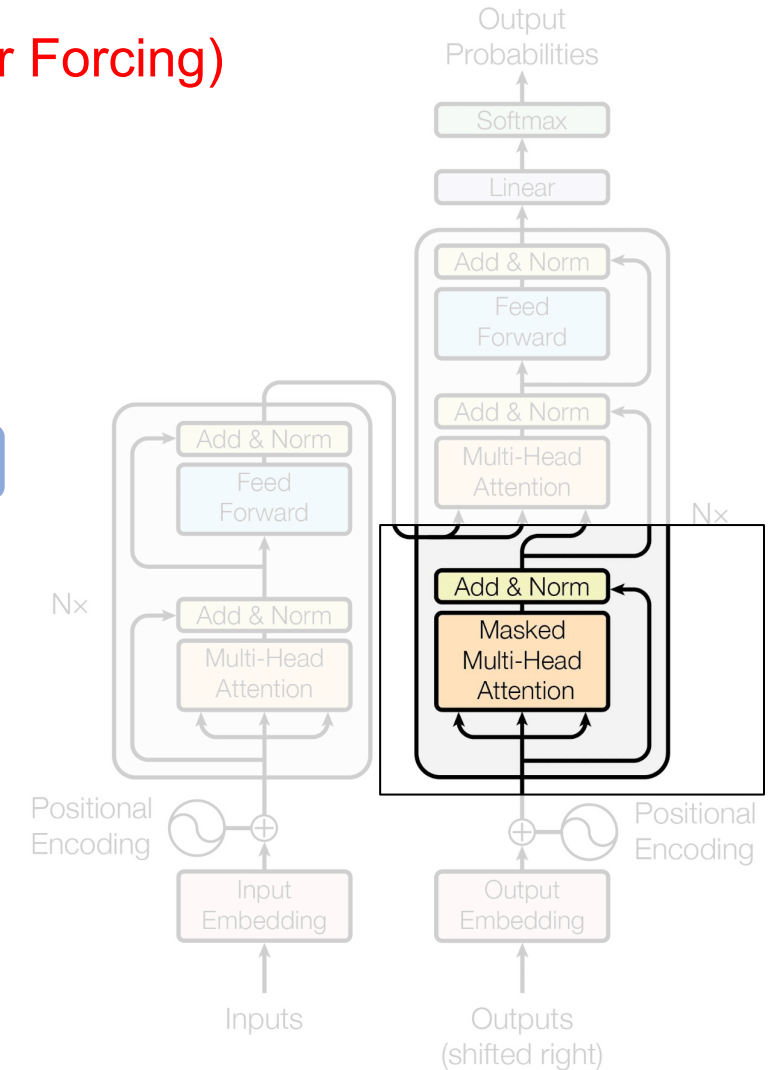 r Forcing)
Output
Probabilities
Softmax
Linear
Add & Norm
Feed
Forward
Add & Norm
Multi-Head
Attention
Nx
Add & Norm
Masked
Multi-Head
Attention
Add & Norm
Feed
Forward
Nx
Add & Norm
Multi-Head
Attention
Positional
Encoding
Positional
Encoding
Input
Embedding
Output
Embedding
Inputs
Outputs
(shifted right)